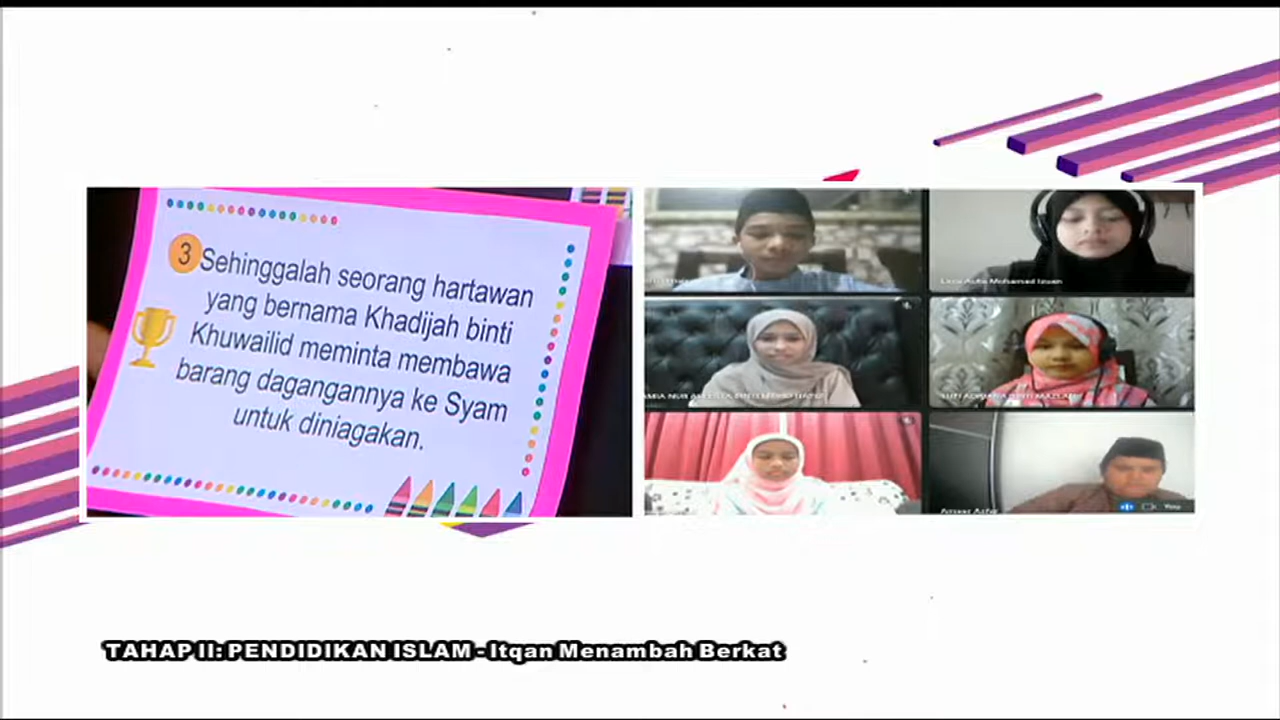 3 Sehinggalah seorang hartawan
yang bernama Khadijah binti
Khuwailid meminta membawa
barang dagangannya ke Syam
untuk diniagakan.
You
TAHAP II: PENDIDIKAN ISLAM - Itqan Menambah Berkat